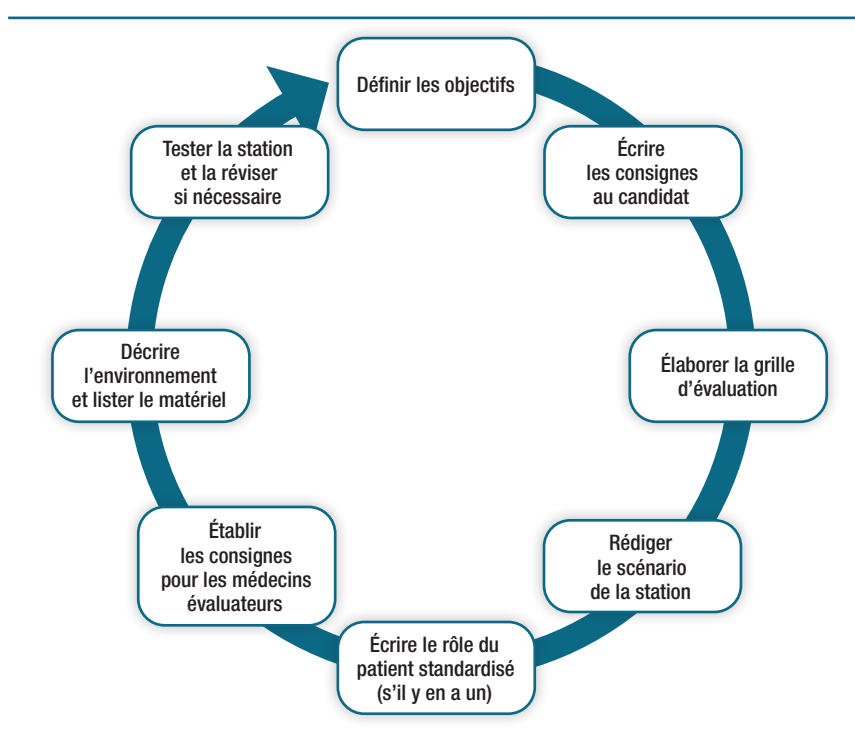 Définir les objectifs
Écrire
les consignes
au candidat
Élaborer la grille
d'évaluation
Rédiger
le scénario
de la station
Écrire le rôle du
patient standardisé
(s'il y en a un)
Établir
les consignes
pour les médecins
évaluateurs
Décrire
l'environnement
et lister le matériel
Tester la station
et la réviser
si nécessaire